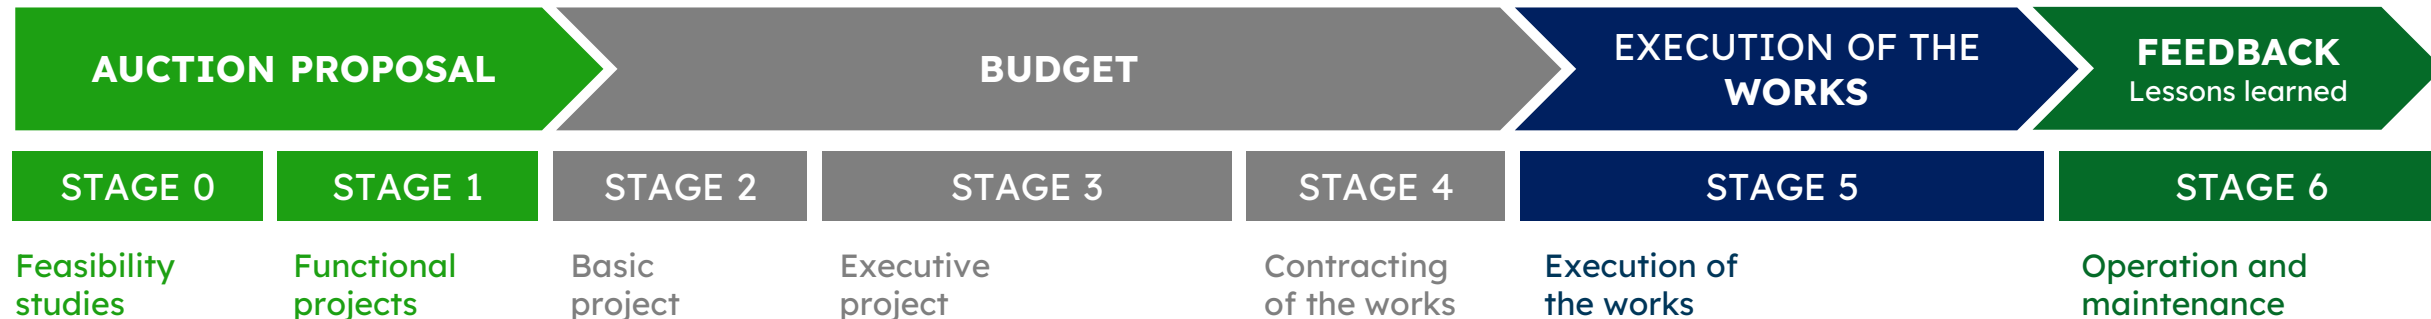 AUCTION PROPOSAL
BUDGET
EXECUTION OF THE
WORKS
FEEDBACK
Lessons learned
STAGE 0
STAGE 1
STAGE 2
STAGE 3
STAGE 4
STAGE 5
STAGE 6
Feasibility
studies
Functional
projects
Basic
project
Executive
project
Contracting
of the works
Execution of
the works
Operation and
maintenance